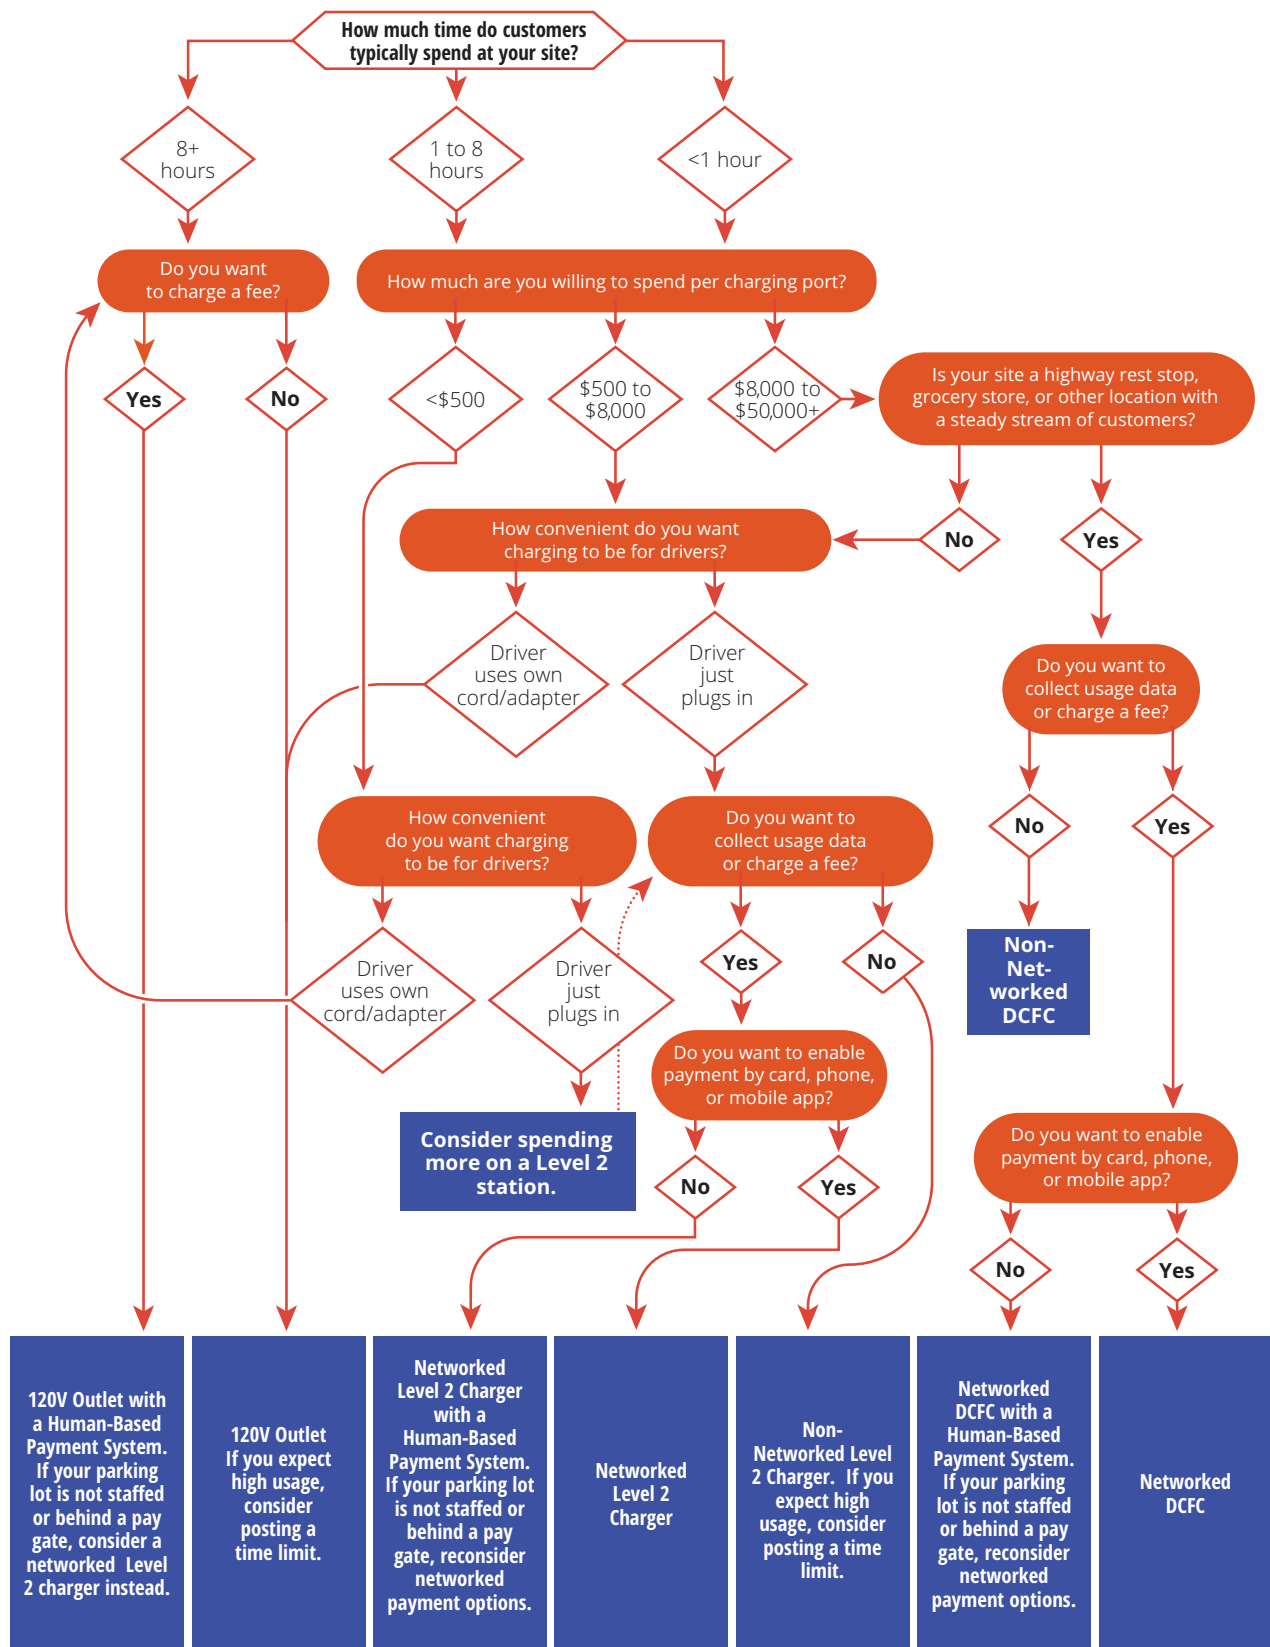 How much time do customers
typically spend at your site?
8+
hours
1 to 8
hours
<1 hour
Do you want
to charge a fee?
How much are you willing to spend per charging port?
Yes
No
<$500
$500 to
$8,000
$8,000 to
$50,000+
Is your site a highway rest stop,
grocery store, or other location with
a steady stream of customers?
How convenient do you want
charging to be for drivers?
No
Yes
Driver
uses own
cord/adapter
Driver
just
plugs in
Do you want to
collect usage data
or charge a fee?
How convenient
do you want charging
to be for drivers?
Do you want to
collect usage data
or charge a fee?
No
Yes
Driver
uses own
cord/adapter
Driver
just
plugs in
Yes
No
Non-
Net-
worked
DCFC
Do you want to enable
payment by card, phone,
or mobile app?
Consider spending
more on a Level 2
station.
No
Yes
Do you want to enable
payment by card, phone,
or mobile app?
No
Yes
120V Outlet with
a Human-Based
Payment System.
If your parking
lot is not staffed
or behind a pay
gate, consider a
networked Level
2 charger instead.
120V Outlet
If you expect
high usage,
consider
posting a
time limit.
Networked
Level 2 Charger
with a
Human-Based
Payment System.
If your parking lot
is not staffed or
behind a pay
gate, reconsider
networked
payment options.
Networked
Level 2
Charger
Non-
Networked Level
2 Charger. If you
expect high
usage, consider
posting a time
limit.
Networked
DCFC with a
Human-Based
Payment System.
If your parking
lot is not staffed
or behind a pay
gate, reconsider
networked
payment options.
Networked
DCFC